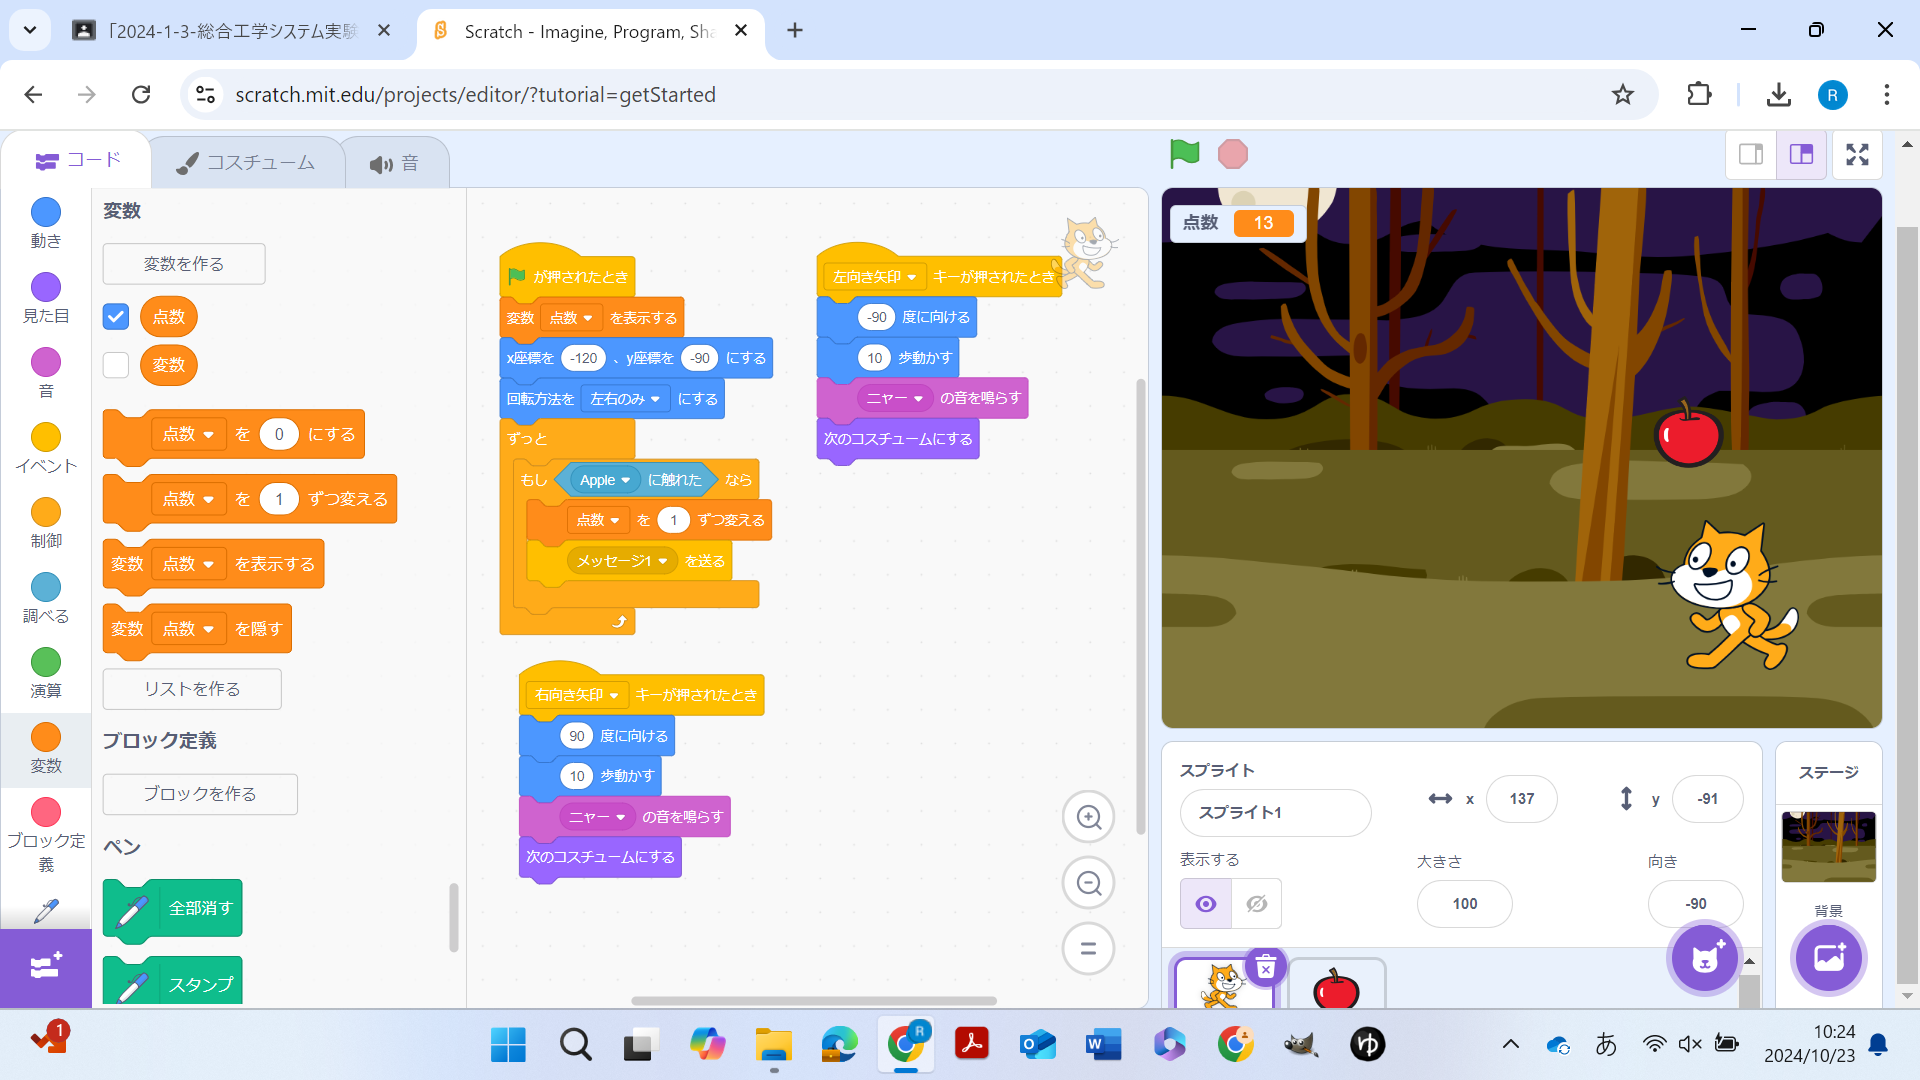 「2024-1-3-総合工学システム実験
Scratch - Imagine, Program, Sha
scratch.mit.edu/projects/editor/?tutorial=getStarted
R
コード
コスチューム
音
動き
見た目
音
イベント
制御
調べる
演算
変数
ブロック定
義
変数
変数を作る
点数
変数
点数 を 0 にする
点数 を 1 ずつ変える
変数 点数 を表示する
変数 点数 を隠す
リストを作る
ブロック定義
ブロックを作る
ペン
全部消す
スタンプ
が押されたとき
変数 点数 を表示する
x座標を -120 、y座標を -90 にする
回転方法を 左右のみ にする
ずっと
もし Apple に触れた なら
点数 を 1 ずつ変える
メッセージ1 を送る
右向き矢印 キーが押されたとき
90 度に向ける
10 歩動かす
ニャー の音を鳴らす
次のコスチュームにする
左向き矢印 キーが押されたとき
-90 度に向ける
10 歩動かす
ニャー の音を鳴らす
次のコスチュームにする
点数 13
スプライト
スプライト1
x 137
y -91
表示する
大きさ
100
向き
-90
ステージ
背景
1
R
W
ゆ
あ
10:24
2024/10/23